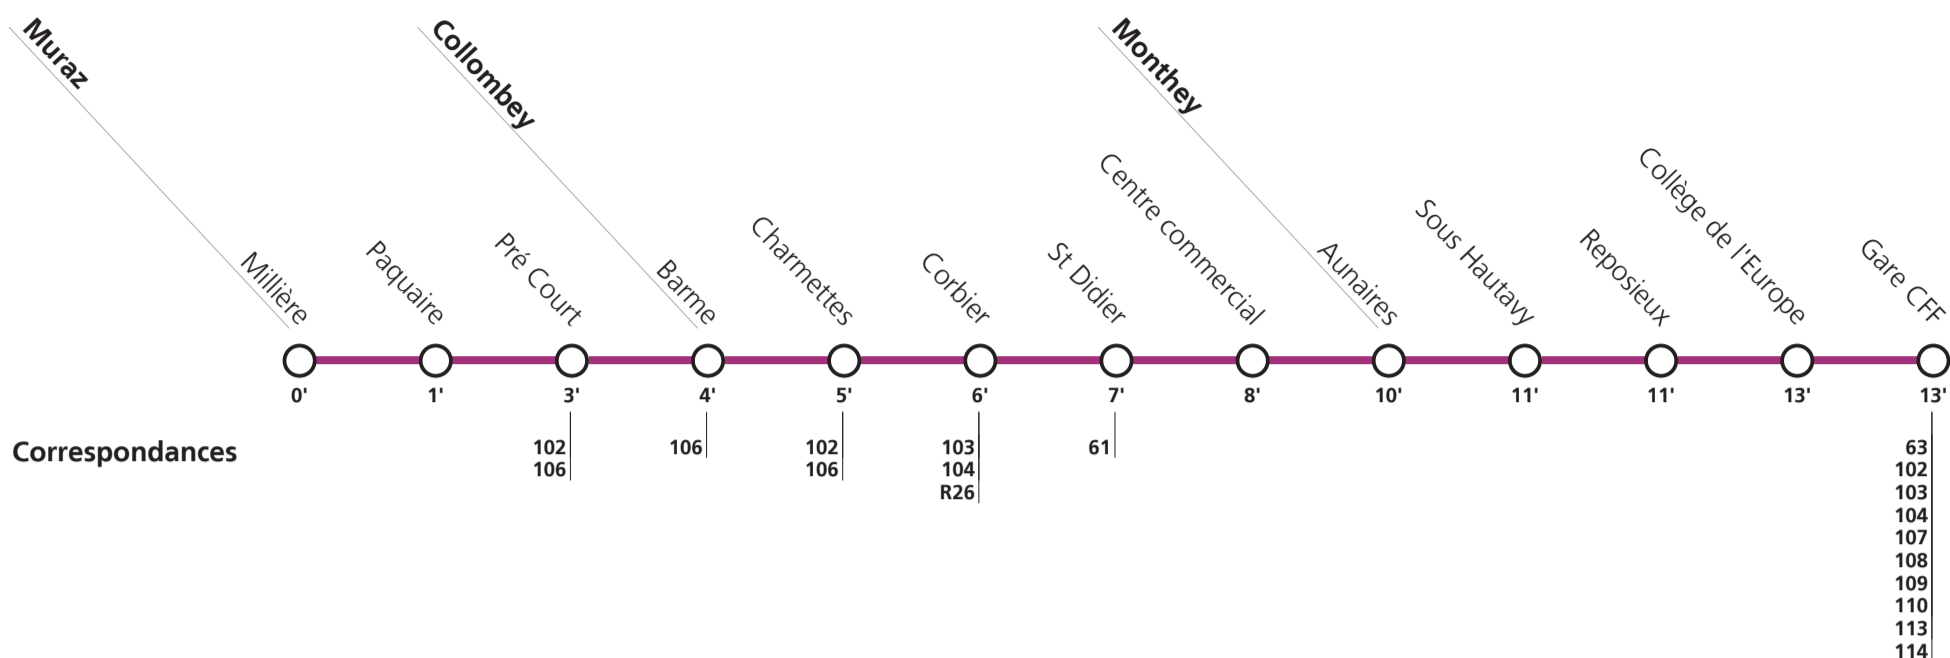 Muraz
Collombey
Monthey
Millière
Paquaire
Pré Court
Barme
Charmettes
Corbier
St Didier
Centre commercial
Aunaires
Sous Hautavy
Reposieux
Collège de l'Europe
Gare CFF
0' 1' 3' 4' 5' 6' 7' 8' 10' 11' 11' 13' 13'
Correspondances
102
106
106
102
106
103
104
R26
61
63
102
103
104
107
108
109
110
113
114